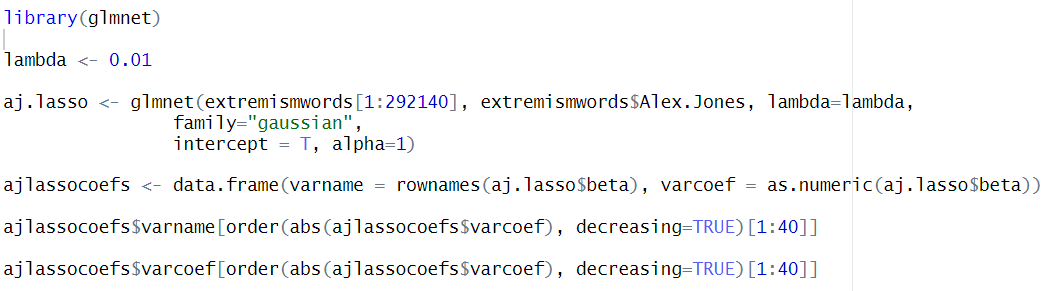 library(glmnet)
lambda <- 0.01
aj.lasso <- glmnet(extremismwords[1:292140], extremismwords$Alex.Jones, lambda=lambda,
family="gaussian",
intercept = T, alpha=1)
ajlassocoefs <- data.frame(varname = rownames(aj.lasso$beta), varcoef = as.numeric(aj.lasso$beta))
ajlassocoefs$varname[order(abs(ajlassocoefs$varcoef), decreasing=TRUE)[1:40]]
ajlassocoefs$varcoef[order(abs(ajlassocoefs$varcoef), decreasing=TRUE)[1:40]]